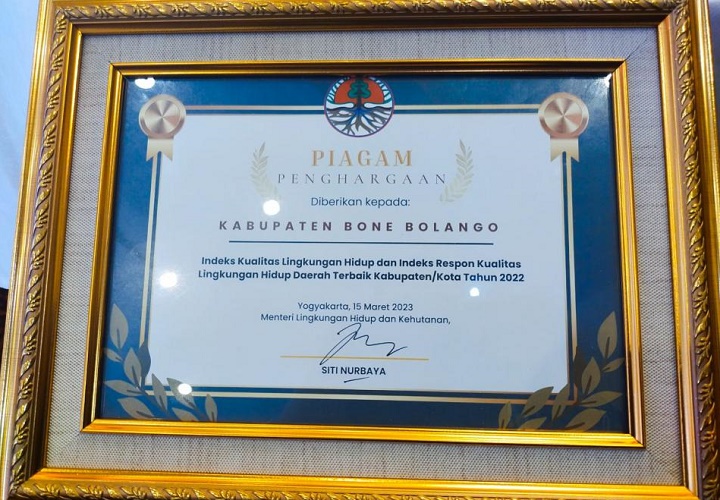 PIAGAM
PENGHARGAAN
Diberikan kepada:
KABUPATEN BONE BOLANGO
Indeks Kualitas Lingkungan Hidup dan Indeks Respon Kualitas
Lingkungan Hidup Daerah Terbaik Kabupaten/Kota Tahun 2022
Yogyakarta, 15 Maret 2023
Menteri Lingkungan Hidup dan Kehutanan,
SITI NURBAYA